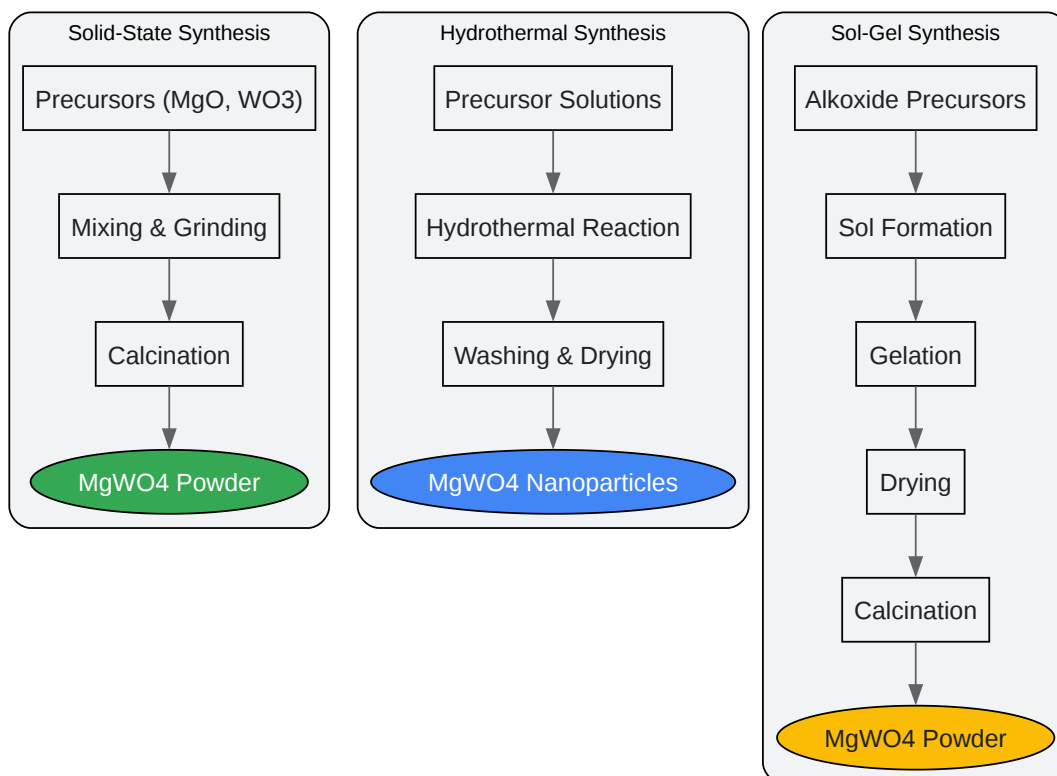 Solid-State Synthesis
Precursors (MgO, WO3)
Mixing & Grinding
Calcination
MgWO4 Powder
Hydrothermal Synthesis
Precursor Solutions
Hydrothermal Reaction
Washing & Drying
MgWO4 Nanoparticles
Sol-Gel Synthesis
Alkoxide Precursors
Sol Formation
Gelation
Drying
Calcination
MgWO4 Powder